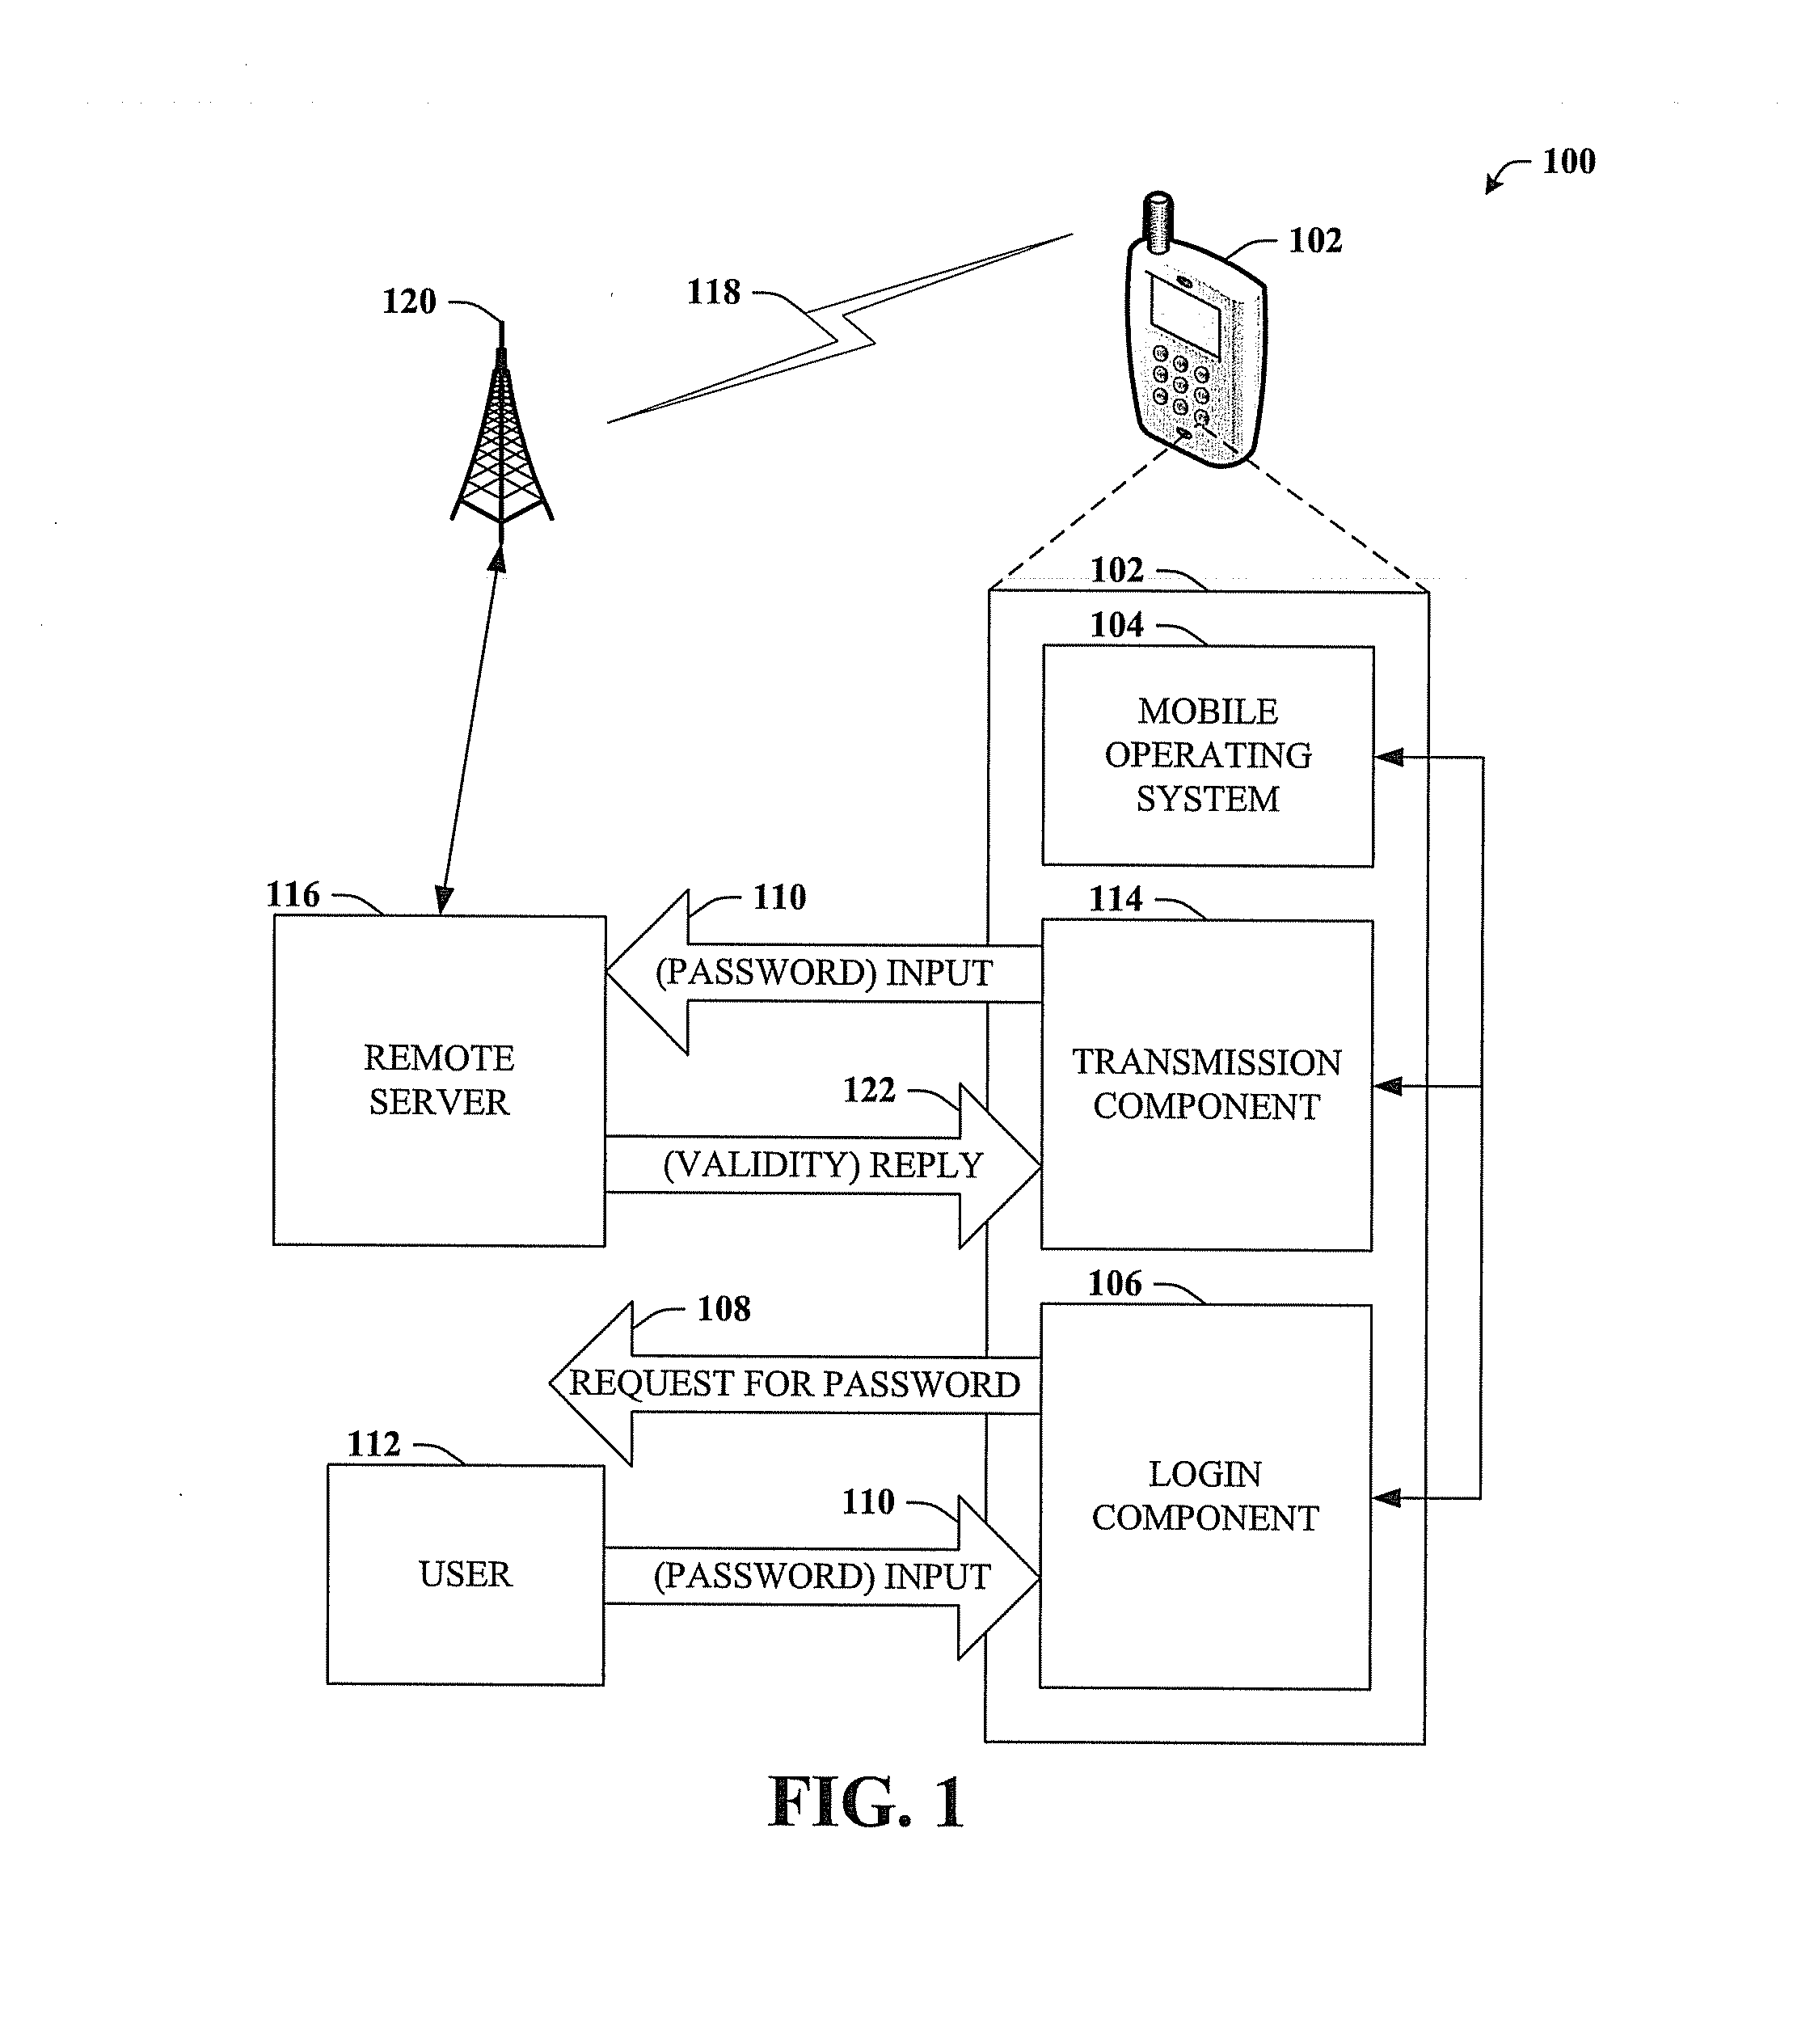 100
102
118
120
102
104
MOBILE
OPERATING
SYSTEM
116
110
114
(PASSWORD) INPUT
REMOTE
SERVER
TRANSMISSION
COMPONENT
122
(VALIDITY) REPLY
106
108
REQUEST FOR PASSWORD
112
LOGIN
COMPONENT
110
USER
(PASSWORD) INPUT
FIG. 1